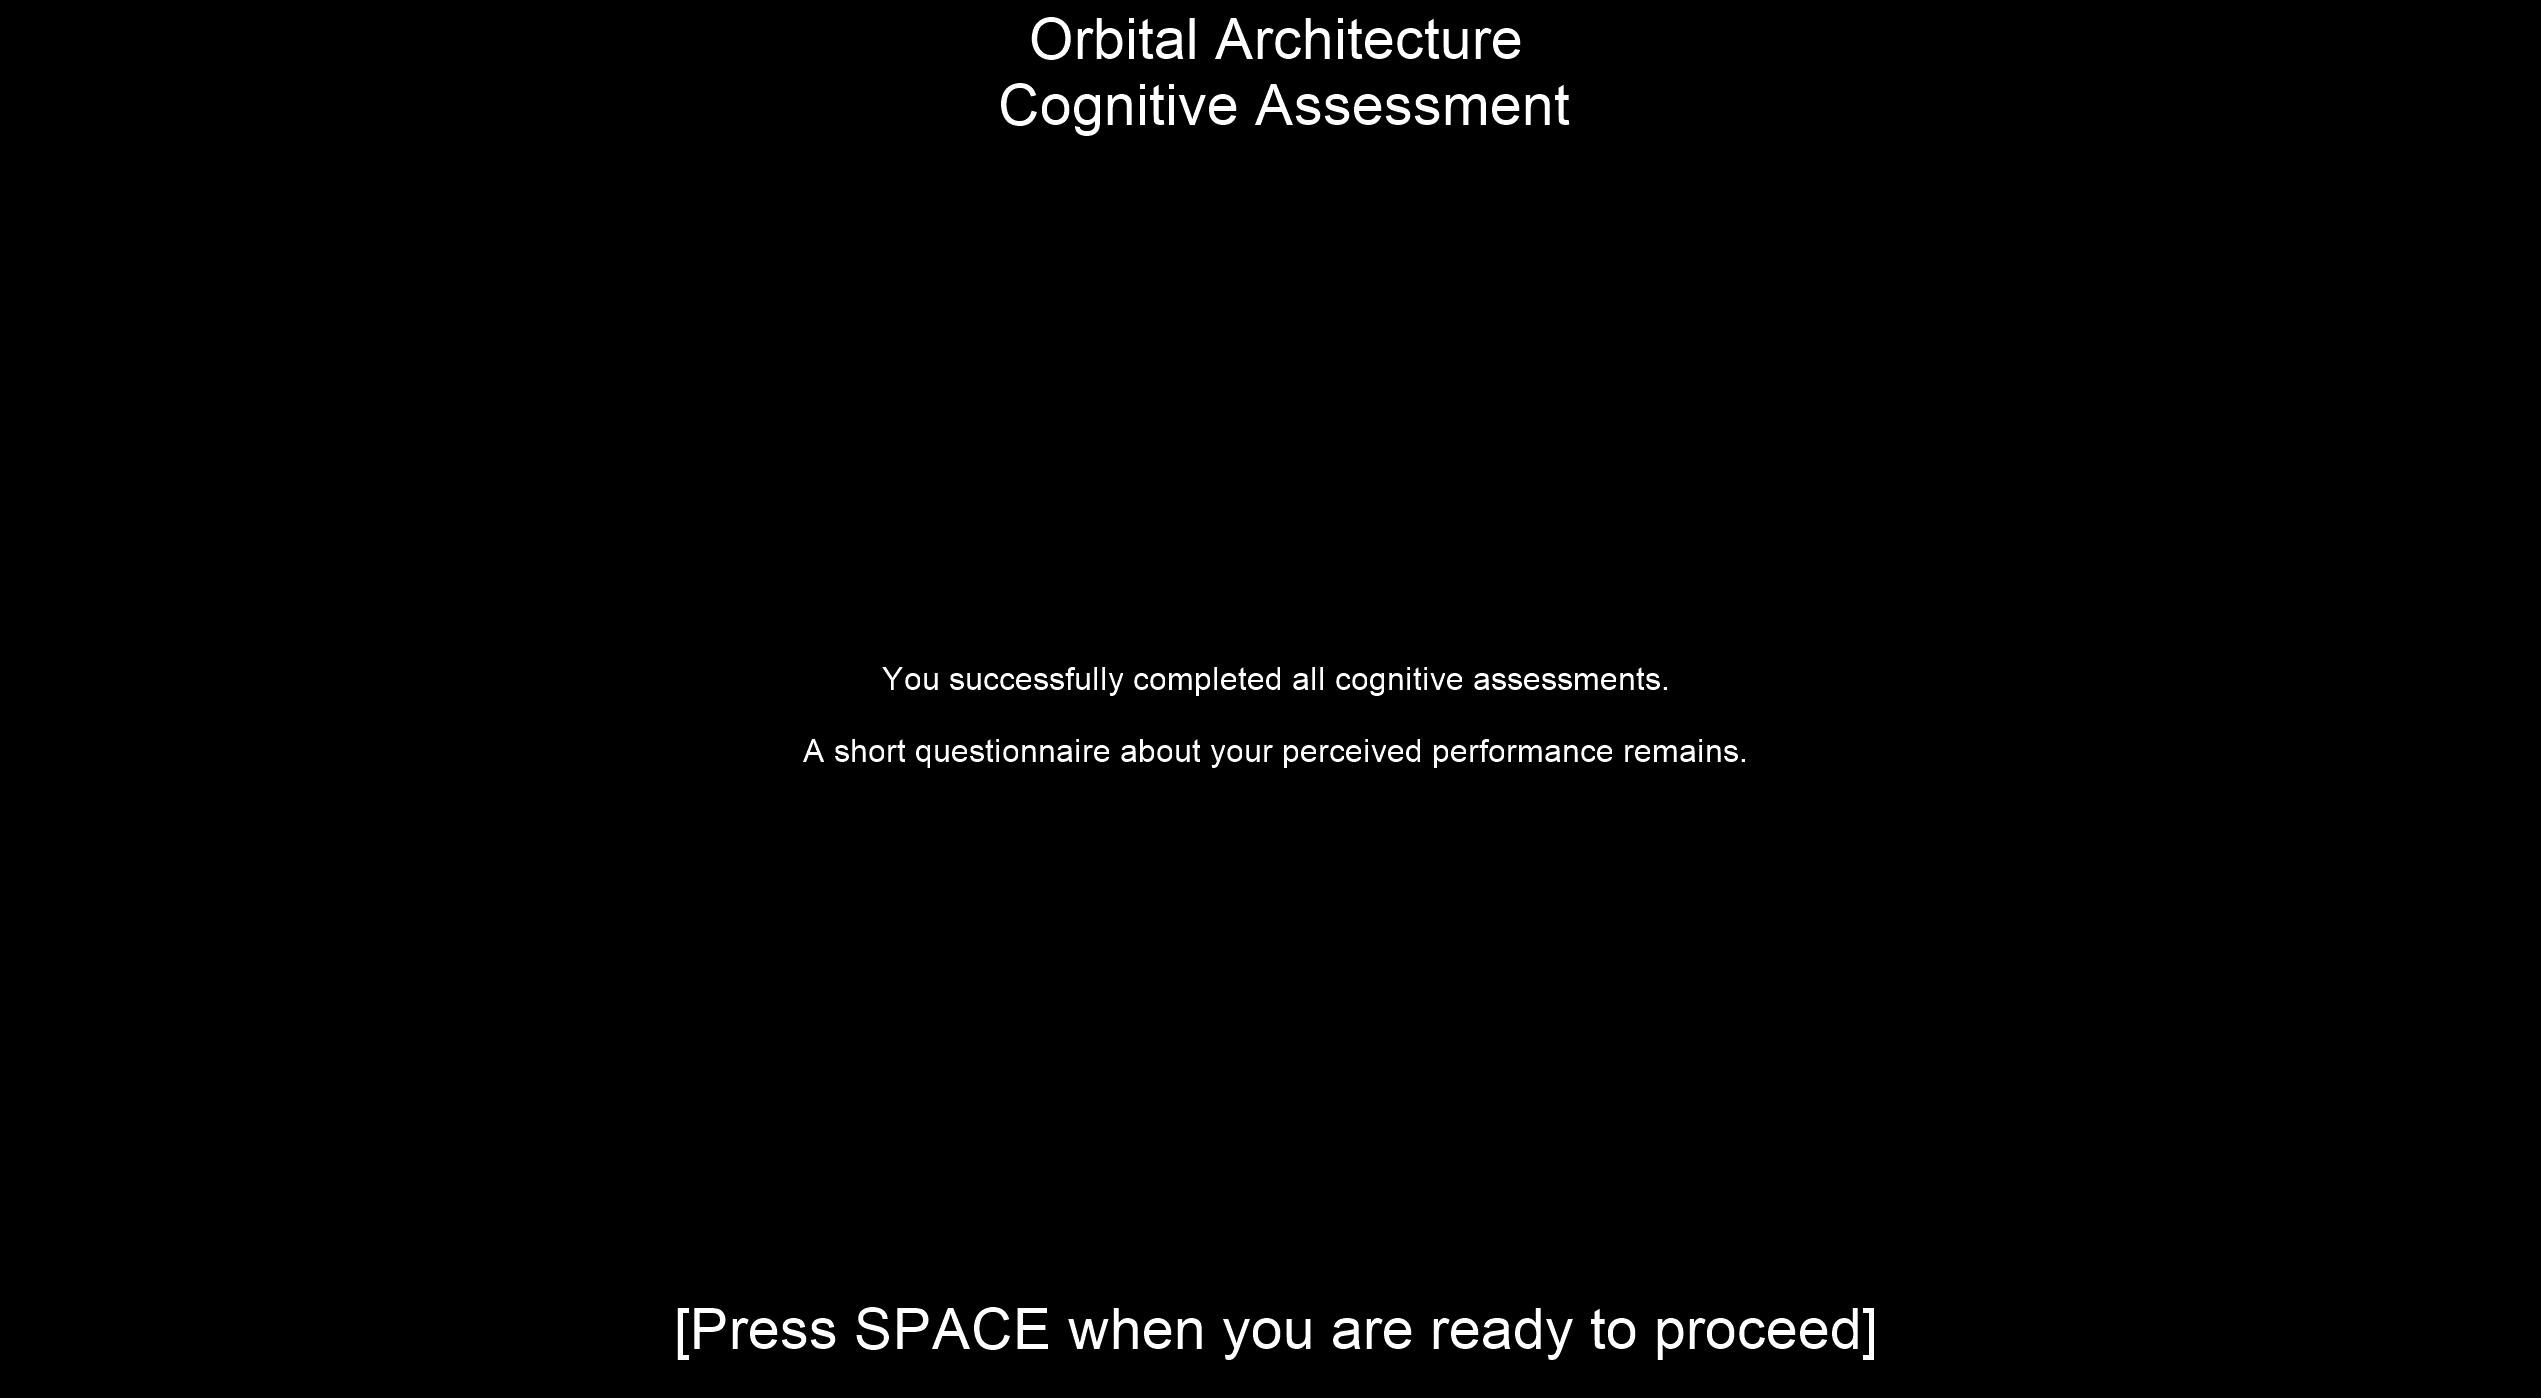 Orbital Architecture
Cognitive Assessment
You successfully completed all cognitive assessments.
A short questionnaire about your perceived performance remains.
[Press SPACE when you are ready to proceed]